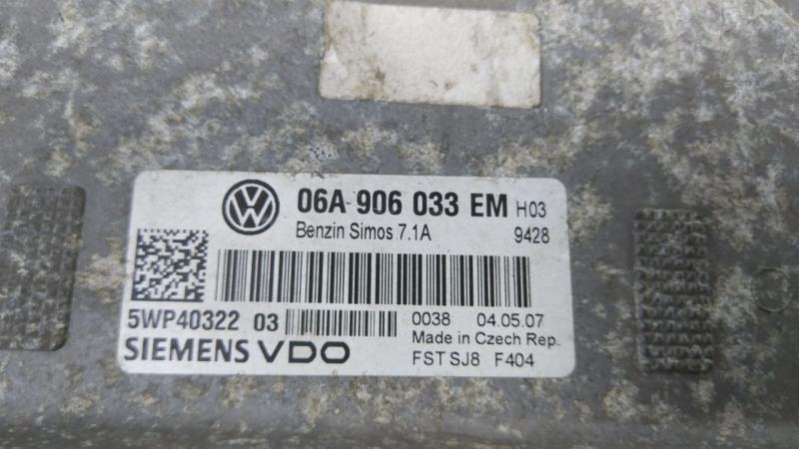 06A 906 033 EM H03
Benzin Simos 7.1A 9428
5WP40322 03 0038 04.05.07
SIEMENS VDO Made in Czech Rep.
FST SJ8 F404